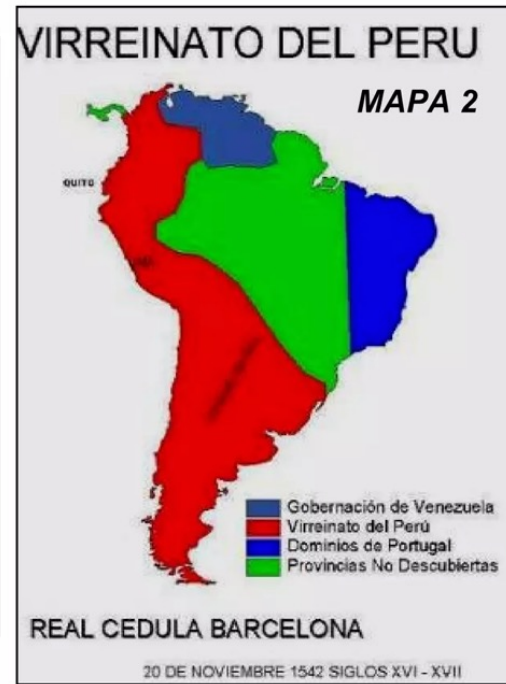 VIRREINATO DEL PERU
MAPA 2
QUITO
Gobernación de Venezuela
Virreinato del Perú
Dominios de Portugal
Provincias No Descubiertas
REAL CEDULA BARCELONA
20 DE NOVIEMBRE 1542 SIGLOS XVI - XVII